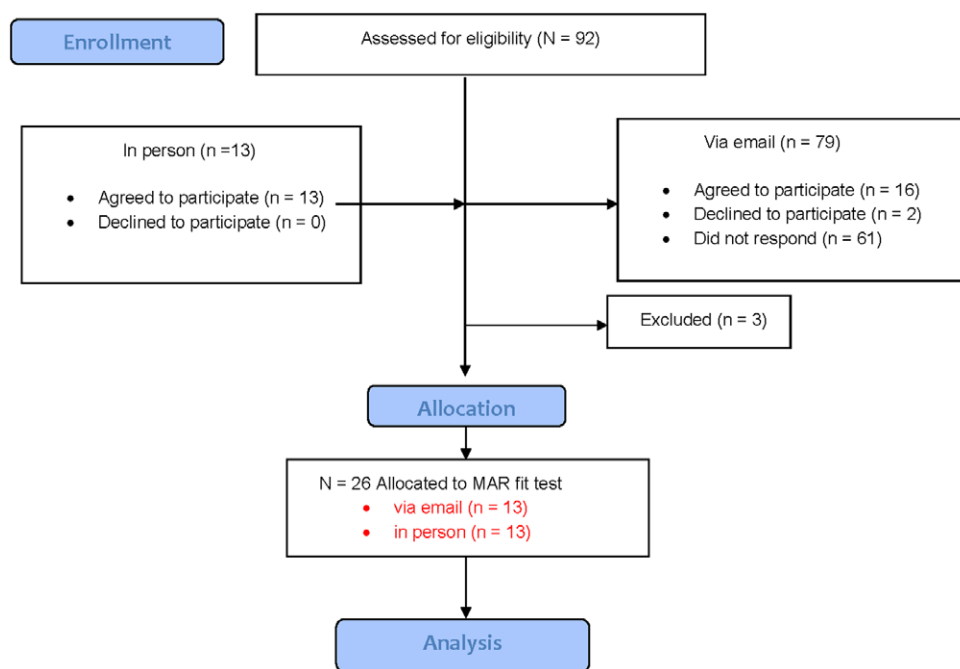 Enrollment
Assessed for eligibility (N = 92)
In person (n =13)
• Agreed to participate (n = 13)
• Declined to participate (n = 0)
Via email (n = 79)
• Agreed to participate (n = 16)
• Declined to participate (n = 2)
• Did not respond (n = 61)
Excluded (n = 3)
Allocation
N = 26 Allocated to MAR fit test
• via email (n = 13)
• in person (n = 13)
Analysis